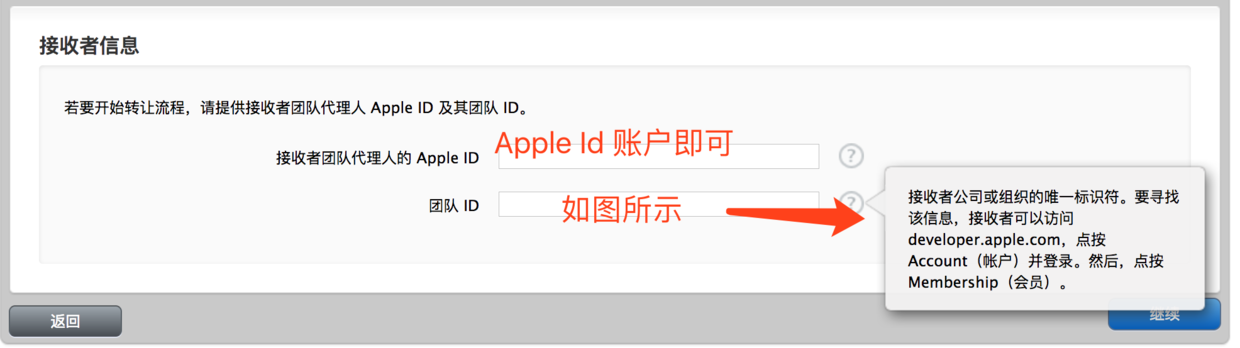 接收者信息
若要开始转让流程，请提供接收者团队代理人 Apple ID 及其团队 ID。
接收者团队代理人的 Apple ID
Apple Id 账户即可
?
团队 ID
如图所示
?
接收者公司或组织的唯一标识符。要寻找
该信息，接收者可以访问
developer.apple.com，点按
Account（帐户）并登录。然后，点按
Membership（会员）。
返回
继续